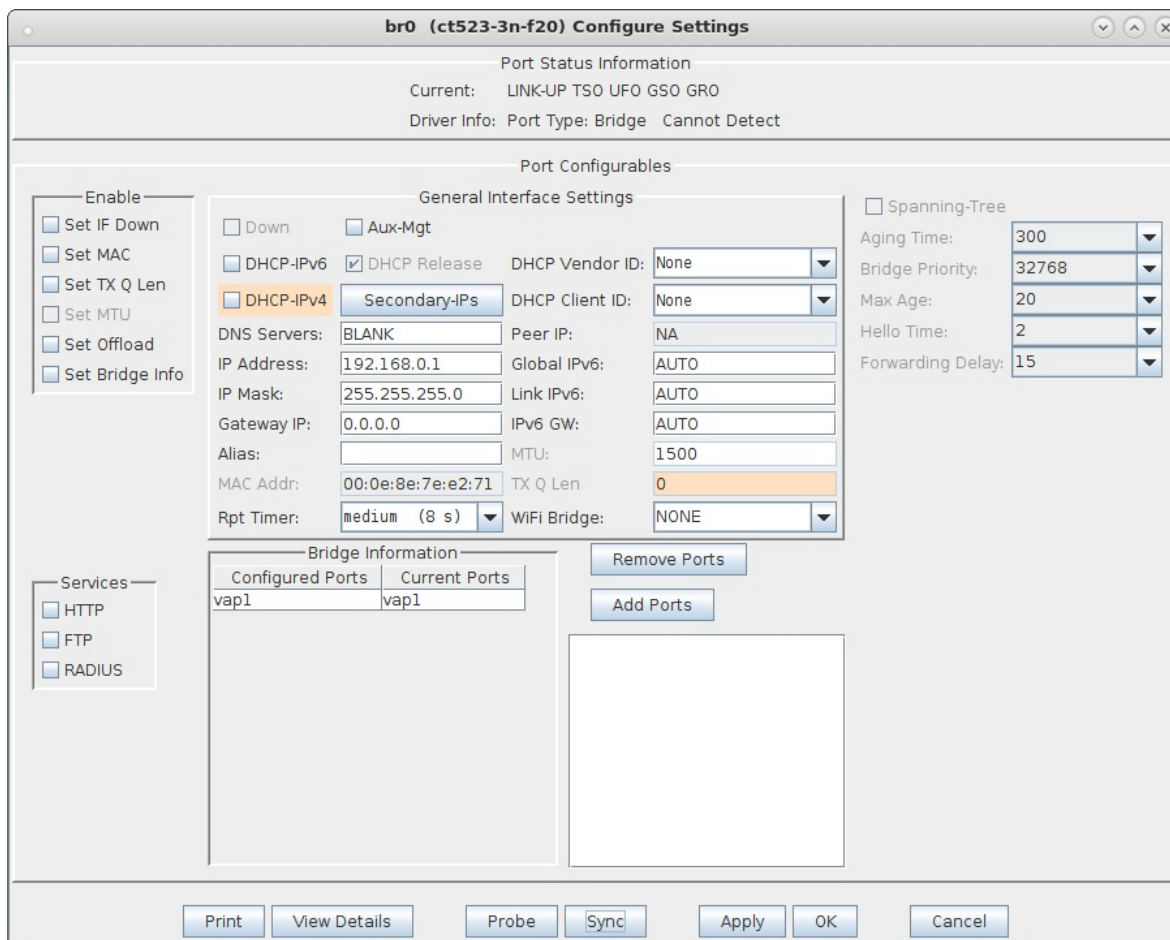 br0 (ct523-3n-f20) Configure Settings
Port Status Information
Current: LINK-UP TSO UFO GSO GRO
Driver Info: Port Type: Bridge Cannot Detect
Port Configurables
Enable
Set IF Down
Set MAC
Set TX Q Len
Set MTU
Set Offload
Set Bridge Info
General Interface Settings
Down Aux-Mgt
DHCP-IPv6 DHCP Release DHCP Vendor ID: None
DHCP-IPv4 Secondary-IPs DHCP Client ID: None
DNS Servers: BLANK Peer IP: NA
IP Address: 192.168.0.1 Global IPv6: AUTO
IP Mask: 255.255.255.0 Link IPv6: AUTO
Gateway IP: 0.0.0.0 IPv6 GW: AUTO
Alias: MTU: 1500
MAC Addr: 00:0e:8e:7e:e2:71 TX Q Len 0
Rpt Timer: medium (8 s) WiFi Bridge: NONE
Spanning-Tree
Aging Time: 300
Bridge Priority: 32768
Max Age: 20
Hello Time: 2
Forwarding Delay: 15
Services
HTTP
FTP
RADIUS
Bridge Information
Configured Ports Current Ports
vap1 vap1
Remove Ports
Add Ports
Print View Details Probe Sync Apply OK Cancel